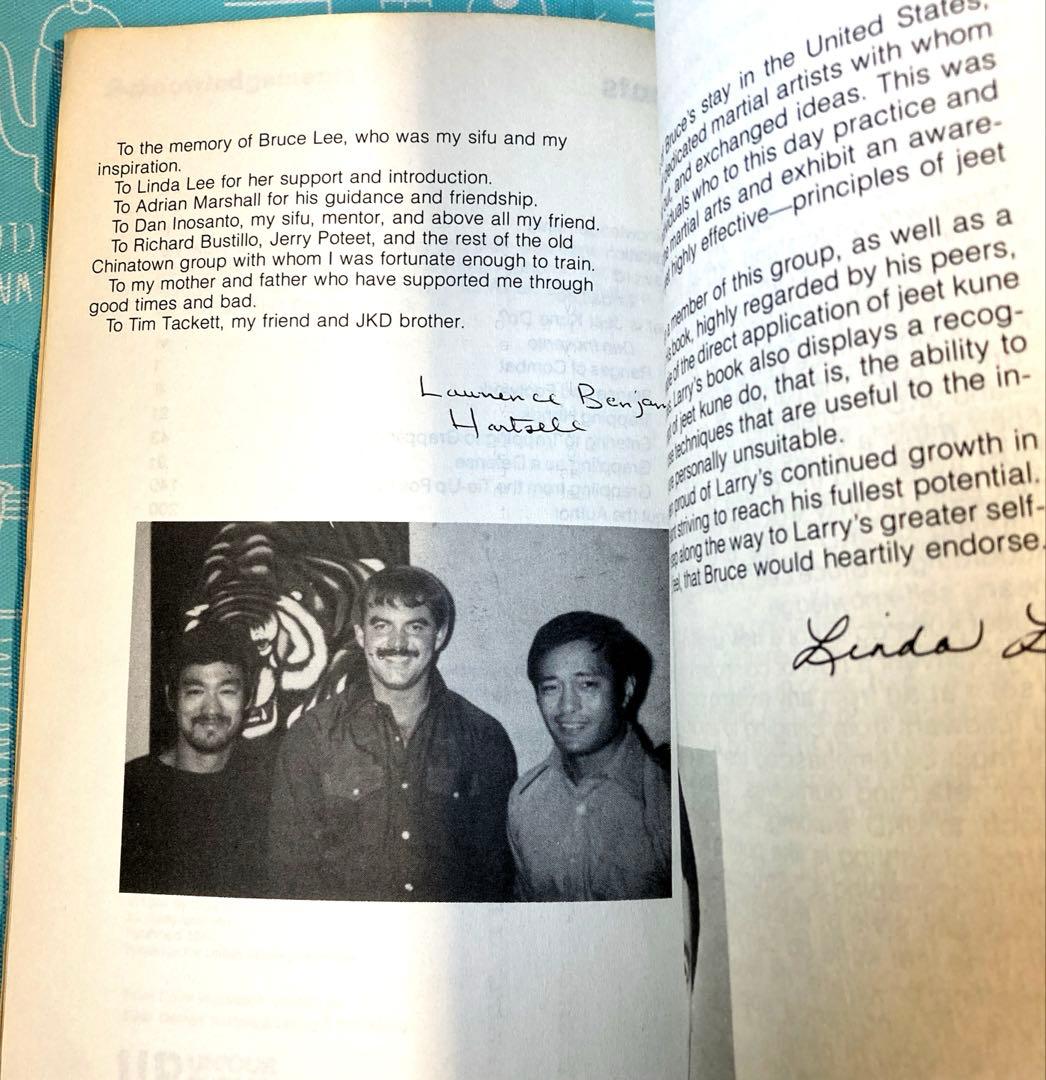 To the memory of Bruce Lee, who was my sifu and my
inspiration.
To Linda Lee for her support and introduction.
To Adrian Marshall for his guidance and friendship.
To Dan Inosanto, my sifu, mentor, and above all my friend.
To Richard Bustillo, Jerry Poteet, and the rest of the old
Chinatown group with whom I was fortunate enough to train.
To my mother and father who have supported me through
good times and bad.
To Tim Tackett, my friend and JKD brother.
Lawrence Benjam
Hartsell
Bruce's stay in the United States,
dedicated martial artists with whom
and exchanged ideas. This was
who to this day practice and
martial arts and exhibit an aware-
highly effective—principles of jeet
member of this group, as well as a
book, highly regarded by his peers,
of the direct application of jeet kune
Larry's book also displays a recog-
of jeet kune do, that is, the ability to
techniques that are useful to the in-
personally unsuitable.
proud of Larry's continued growth in
striving to reach his fullest potential.
along the way to Larry's greater self-
that Bruce would heartily endorse.
Linda L